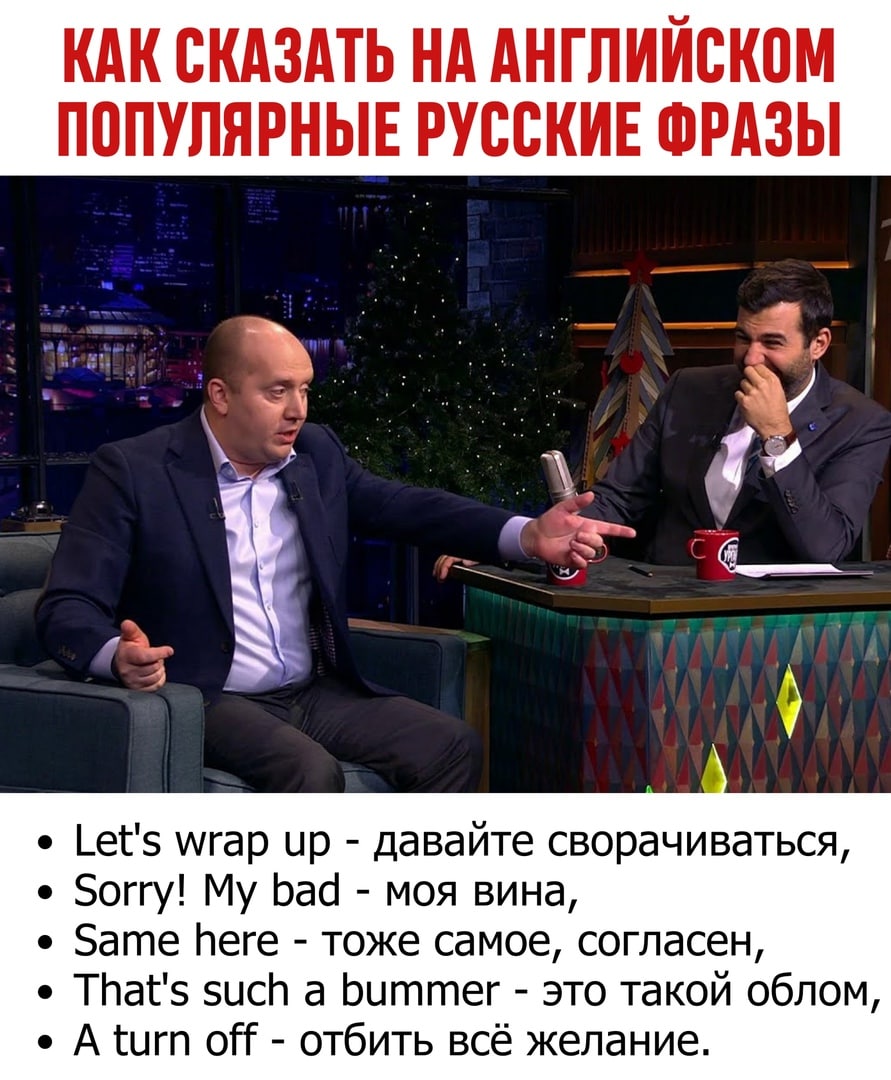 КАК СКАЗАТЬ НА АНГЛИЙСКОМ
ПОПУЛЯРНЫЕ РУССКИЕ ФРАЗЫ
• Let's wrap up - давайте сворачиваться,
• Sorry! My bad - моя вина,
• Same here - тоже самое, согласен,
• That's such a bummer - это такой облом,
• A turn off - отбить всё желание.